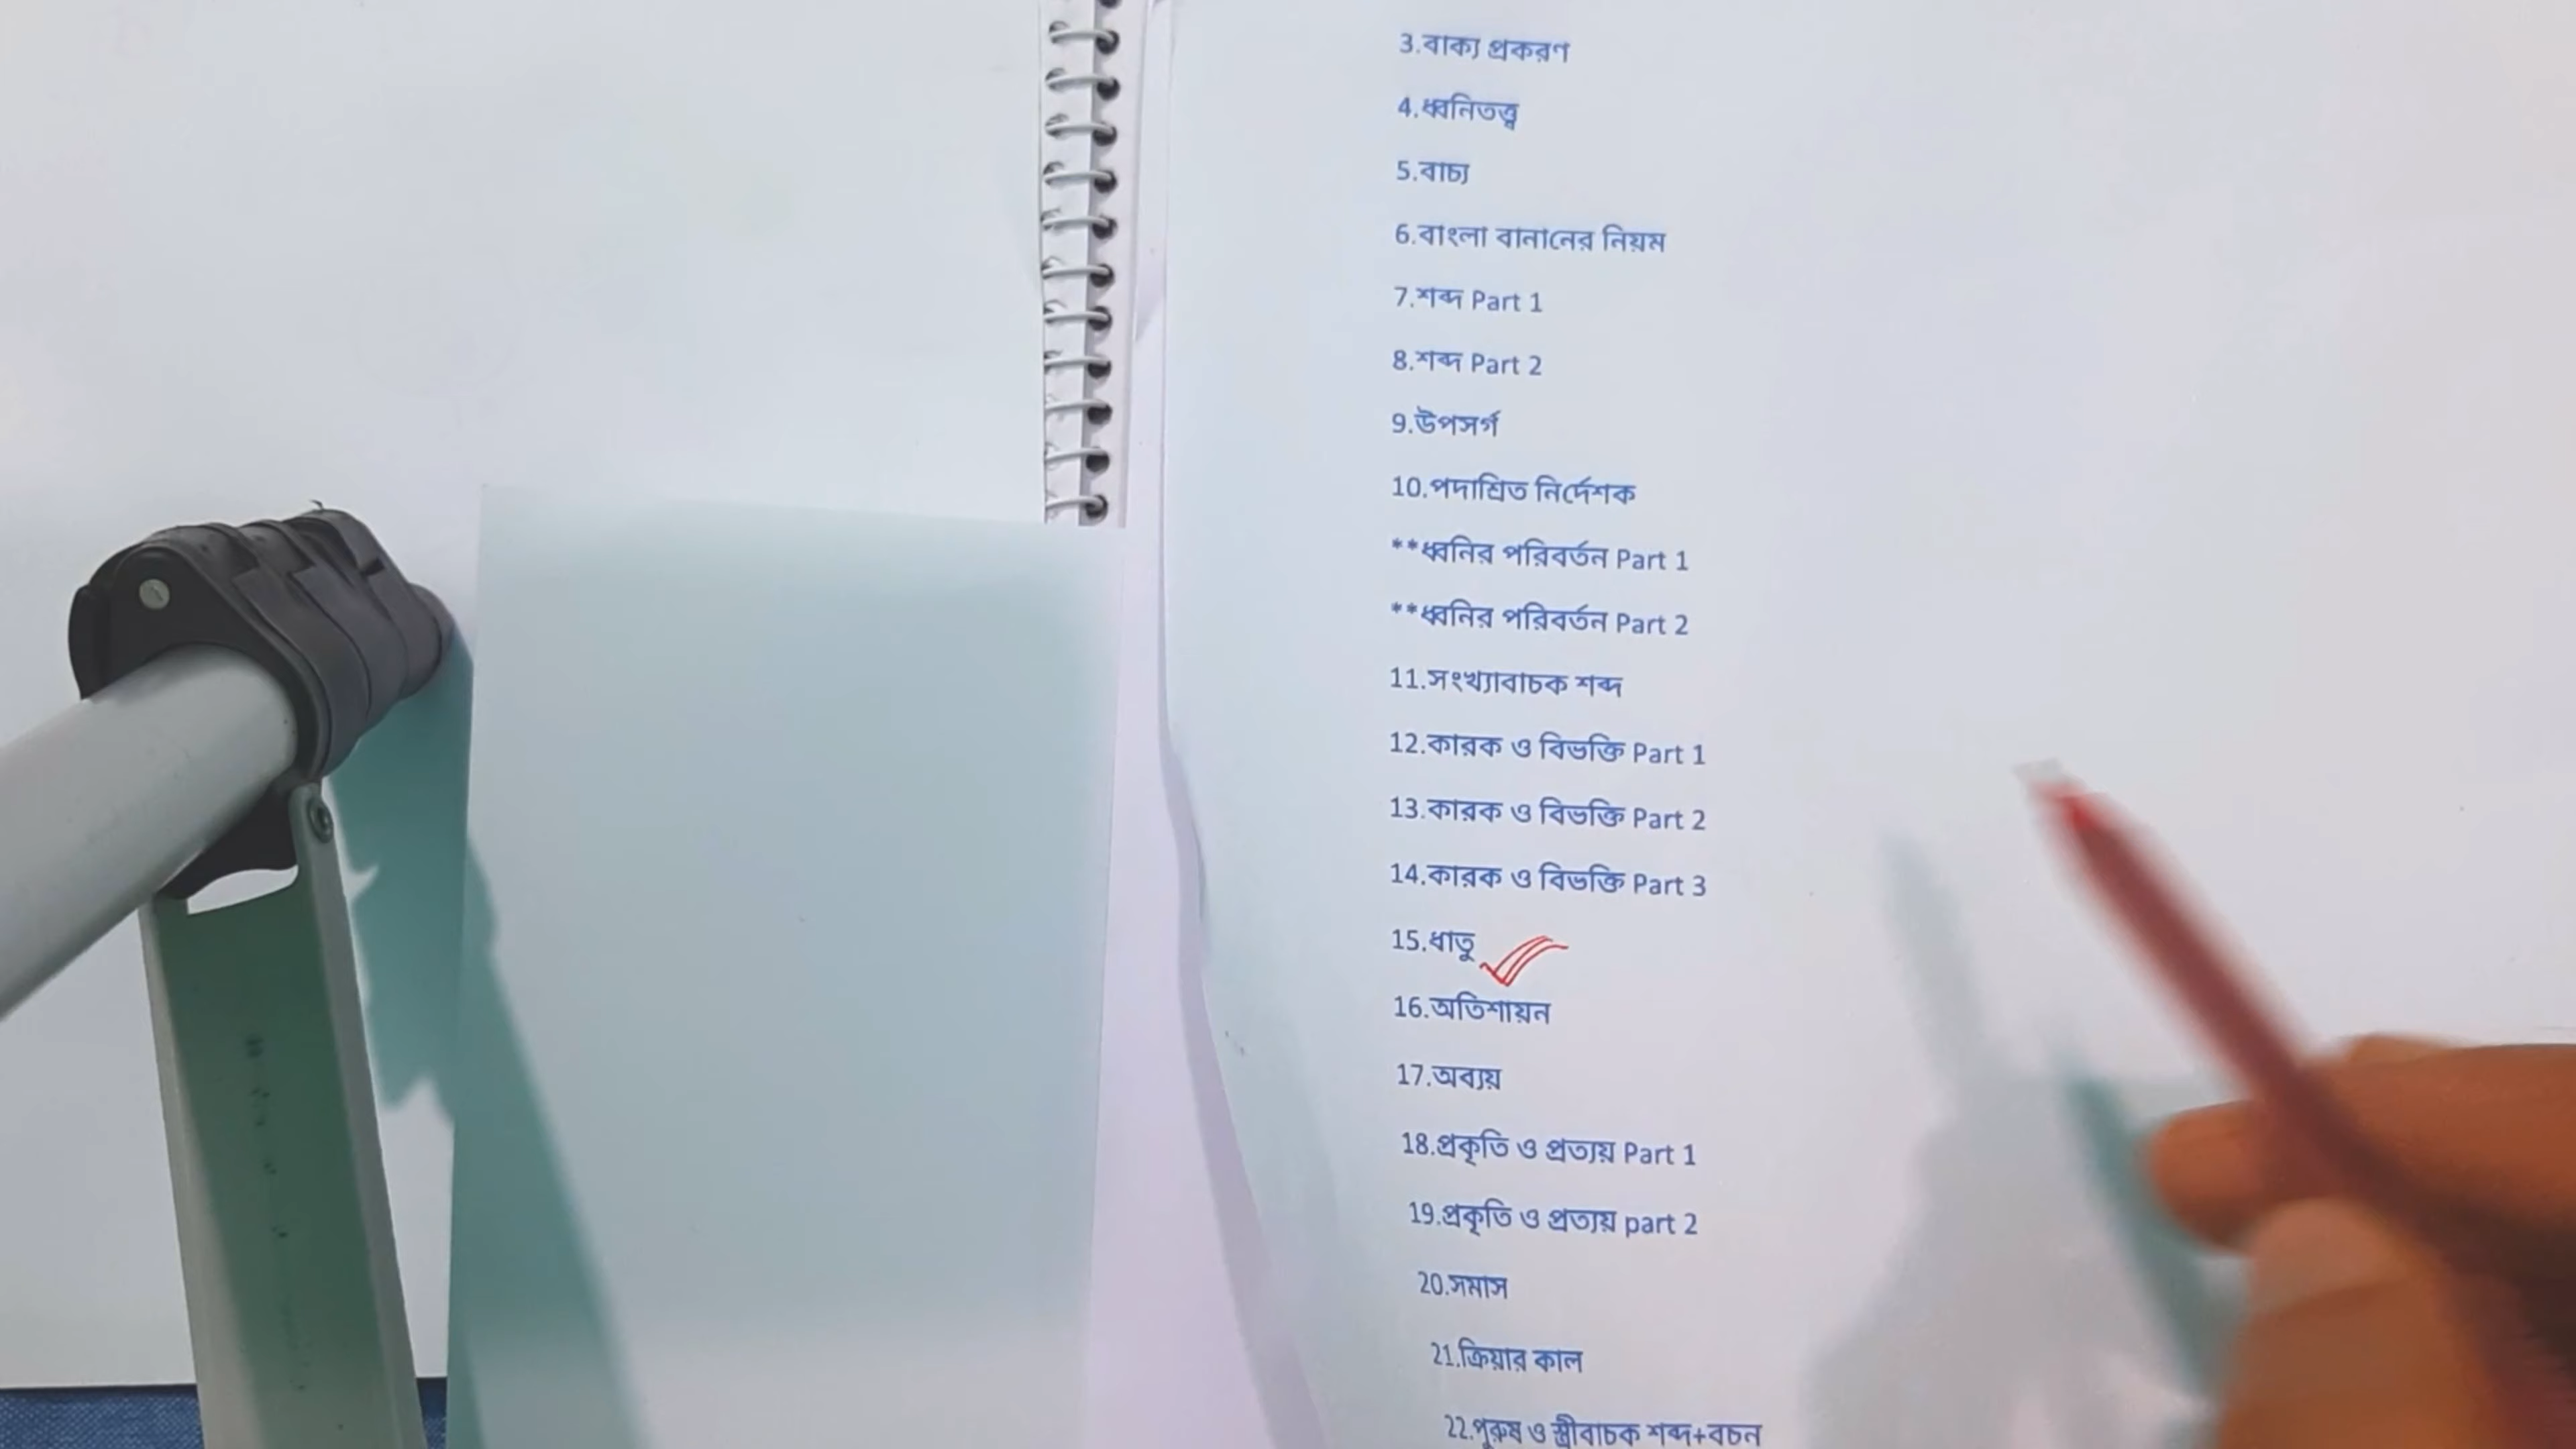 3.বাক্য প্রকরণ
4.ধ্বনিতত্ত্ব
5.বাচ্য
6.বাংলা বানানের নিয়ম
7.শব্দ Part 1
8.শব্দ Part 2
9.উপসর্গ
10.পদাশ্রিত নির্দেশক
**ধ্বনির পরিবর্তন Part 1
**ধ্বনির পরিবর্তন Part 2
11.সংখ্যাবাচক শব্দ
12.কারক ও বিভক্তি Part 1
13.কারক ও বিভক্তি Part 2
14.কারক ও বিভক্তি Part 3
15.ধাতু
16.অতিশায়ন
17.অব্যয়
18.প্রকৃতি ও প্রত্যয় Part 1
19.প্রকৃতি ও প্রত্যয় part 2
20.সমাস
21.ক্রিয়ার কাল
22.পুরুষ ও স্ত্রীবাচক শব্দ+বচন